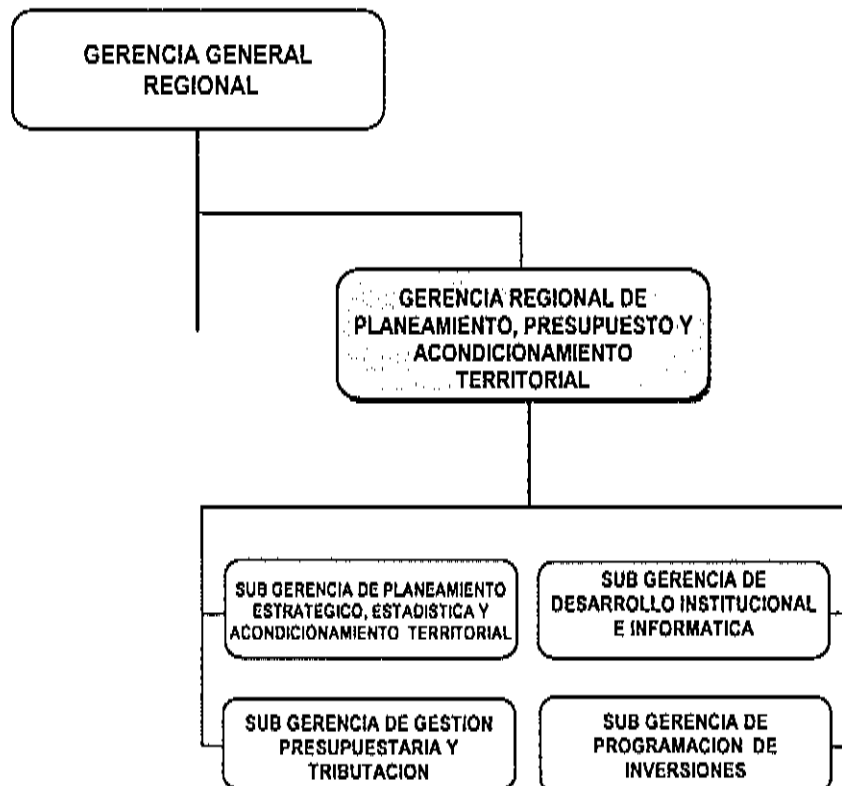 GERENCIA GENERAL
REGIONAL
GERENCIA REGIONAL DE
PLANEAMIENTO, PRESUPUESTO Y
ACONDICIONAMIENTO
TERRITORIAL
SUB GERENCIA DE PLANEAMIENTO
ESTRATEGICO, ESTADISTICA Y
ACONDICIONAMIENTO TERRITORIAL
SUB GERENCIA DE
DESARROLLO INSTITUCIONAL
E INFORMATICA
SUB GERENCIA DE GESTION
PRESUPUESTARIA Y
TRIBUTACION
SUB GERENCIA DE
PROGRAMACION DE
INVERSIONES